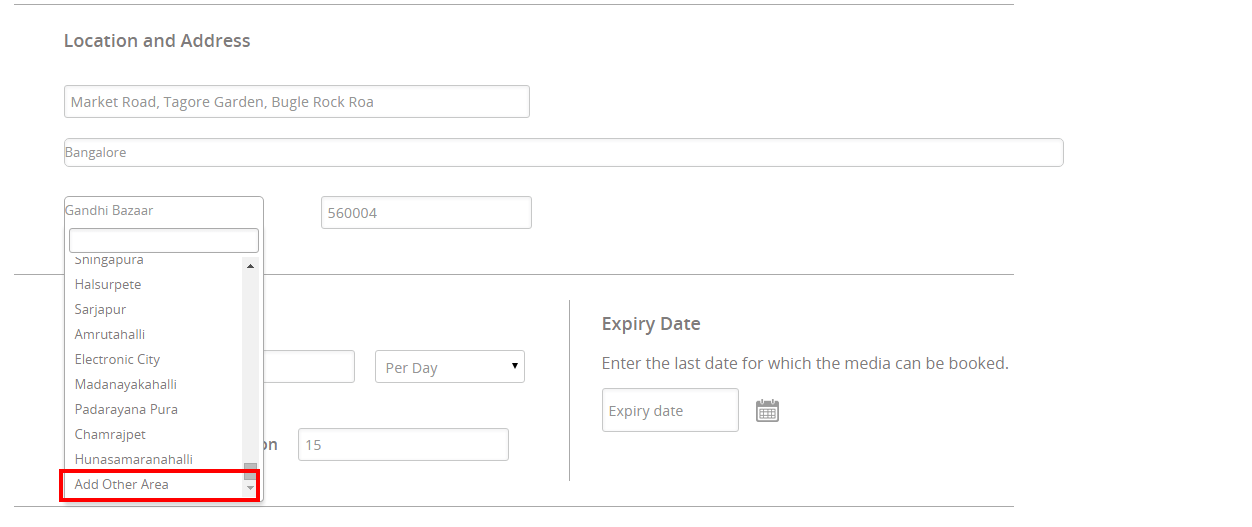 Location and Address
Market Road, Tagore Garden, Bugle Rock Roa
Bangalore
Gandhi Bazaar
560004
Shingapura
Halsurpete
Sarjapur
Amrutahalli
Electronic City
Madanayakahalli
Padarayana Pura
Chamrajpet
Hunasamaranahalli
Add Other Area
Per Day
on
15
Expiry Date
Enter the last date for which the media can be booked.
Expiry date